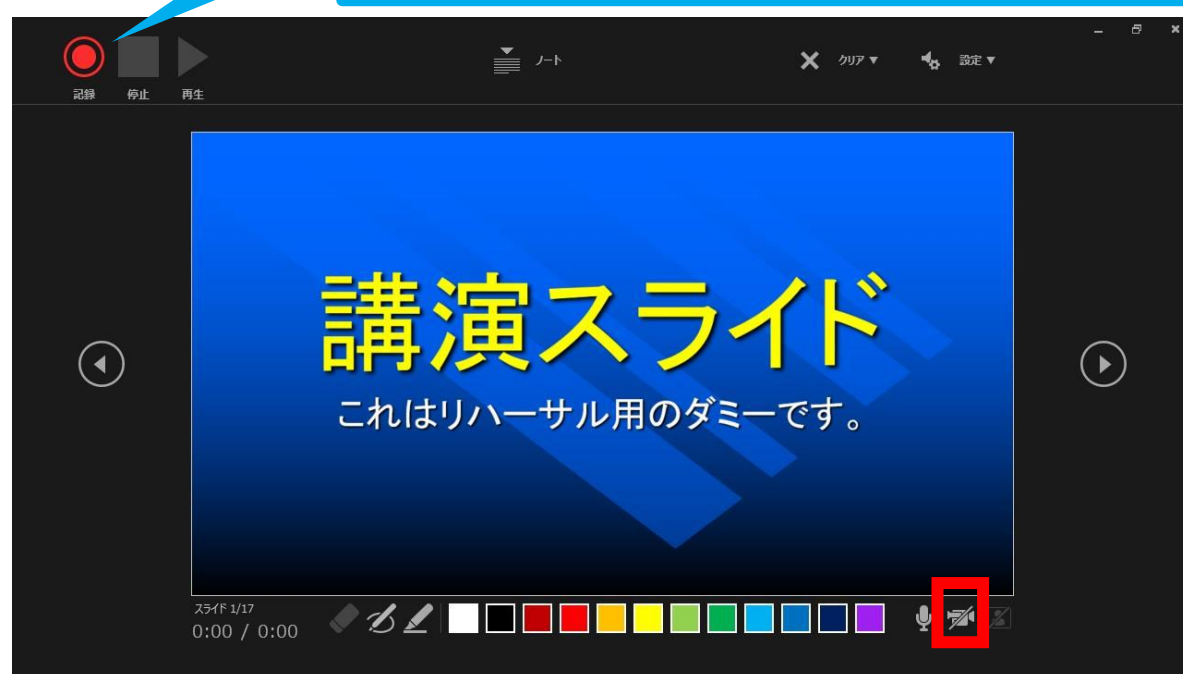 ノート
クリア▼
設定▼
記録
停止
再生
講演スライド
これはリハーサル用のダミーです。
スライド 1/17
0:00 / 0:00